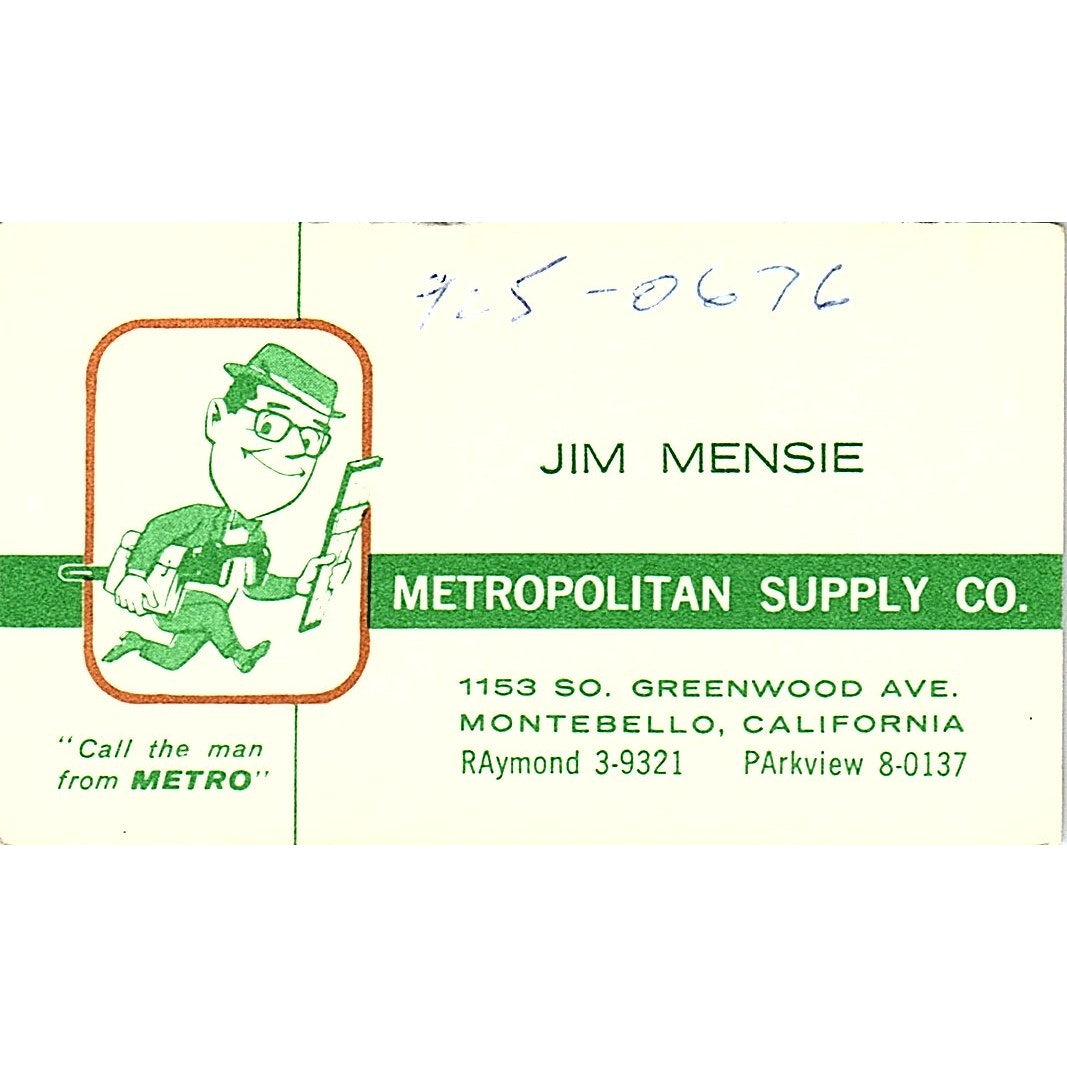 965-0676
JIM MENSIE
METROPOLITAN SUPPLY CO.
1153 SO. GREENWOOD AVE.
MONTEBELLO, CALIFORNIA
RAymond 3-9321 PArkview 8-0137
"Call the man
from METRO"